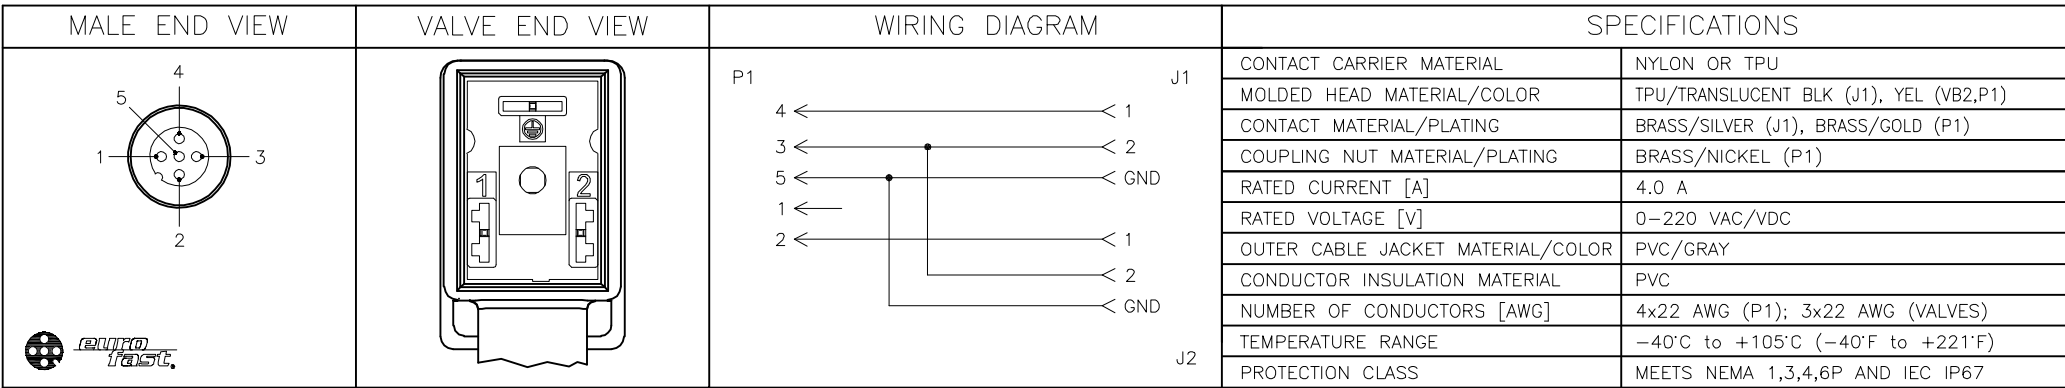 MALE END VIEW
4
5
1
3
2
euro
fast.
VALVE END VIEW
1 2
WIRING DIAGRAM
P1 J1
4 1
3 2
5 GND
1
2 1
2
GND
J2
SPECIFICATIONS
CONTACT CARRIER MATERIAL NYLON OR TPU
MOLDED HEAD MATERIAL/COLOR TPU/TRANSLUCENT BLK (J1), YEL (VB2,P1)
CONTACT MATERIAL/PLATING BRASS/SILVER (J1), BRASS/GOLD (P1)
COUPLING NUT MATERIAL/PLATING BRASS/NICKEL (P1)
RATED CURRENT [A] 4.0 A
RATED VOLTAGE [V] 0-220 VAC/VDC
OUTER CABLE JACKET MATERIAL/COLOR PVC/GRAY
CONDUCTOR INSULATION MATERIAL PVC
NUMBER OF CONDUCTORS [AWG] 4x22 AWG (P1); 3x22 AWG (VALVES)
TEMPERATURE RANGE -40°C to +105°C (-40°F to +221°F)
PROTECTION CLASS MEETS NEMA 1,3,4,6P AND IEC IP67